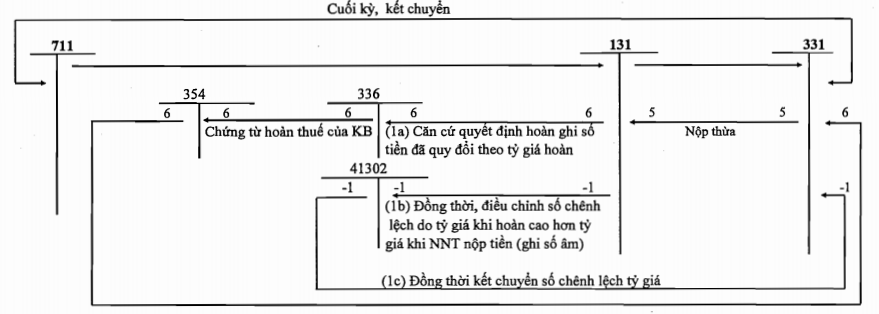 Cuối kỳ, kết chuyển
711
131
331
354
336
6
6
6
6
6
5
5
6
Chứng từ hoàn thuế của KB
(1a) Căn cứ quyết định hoàn ghi số
tiền đã quy đổi theo tỷ giá hoàn
Nộp thừa
41302
-1
-1
-1
-1
(1b) Đồng thời, điều chỉnh số chênh
lệch do tỷ giá khi hoàn cao hơn tỷ
giá khi NNT nộp tiền (ghi số âm)
(1c) Đồng thời kết chuyển số chênh lệch tỷ giá